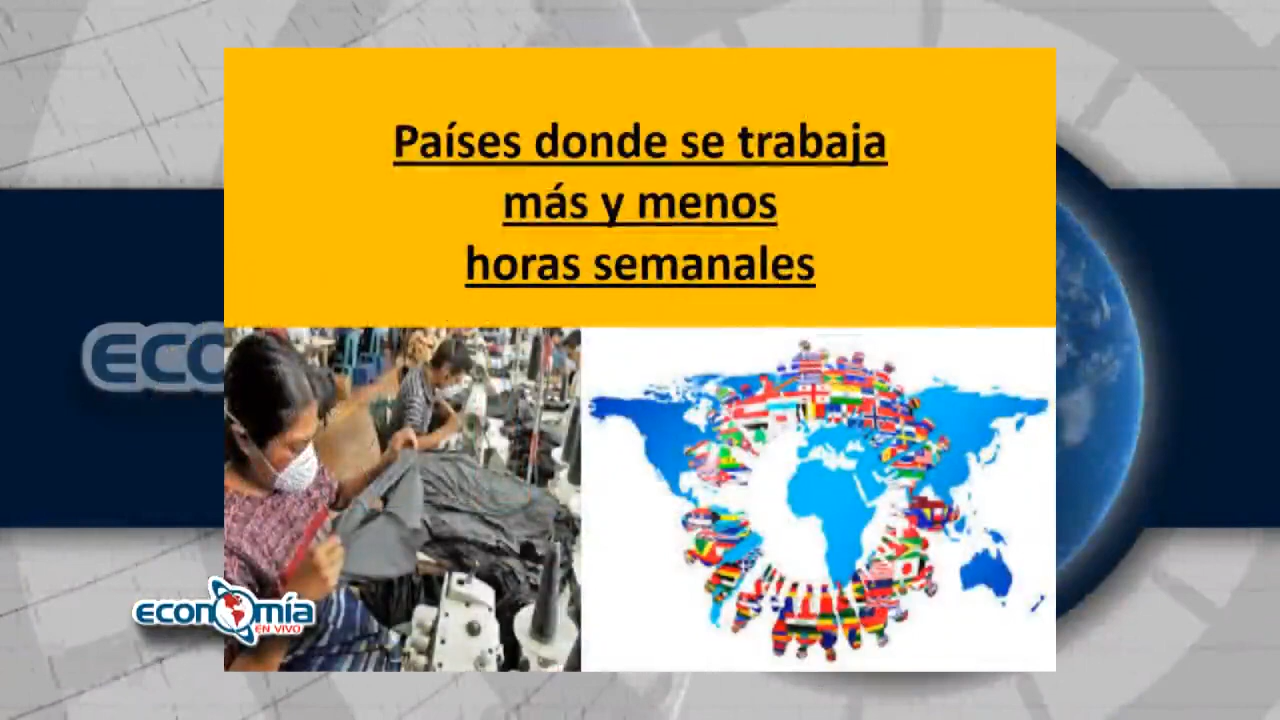 Países donde se trabaja
más y menos
horas semanales
ECO
economía
EN VIVO